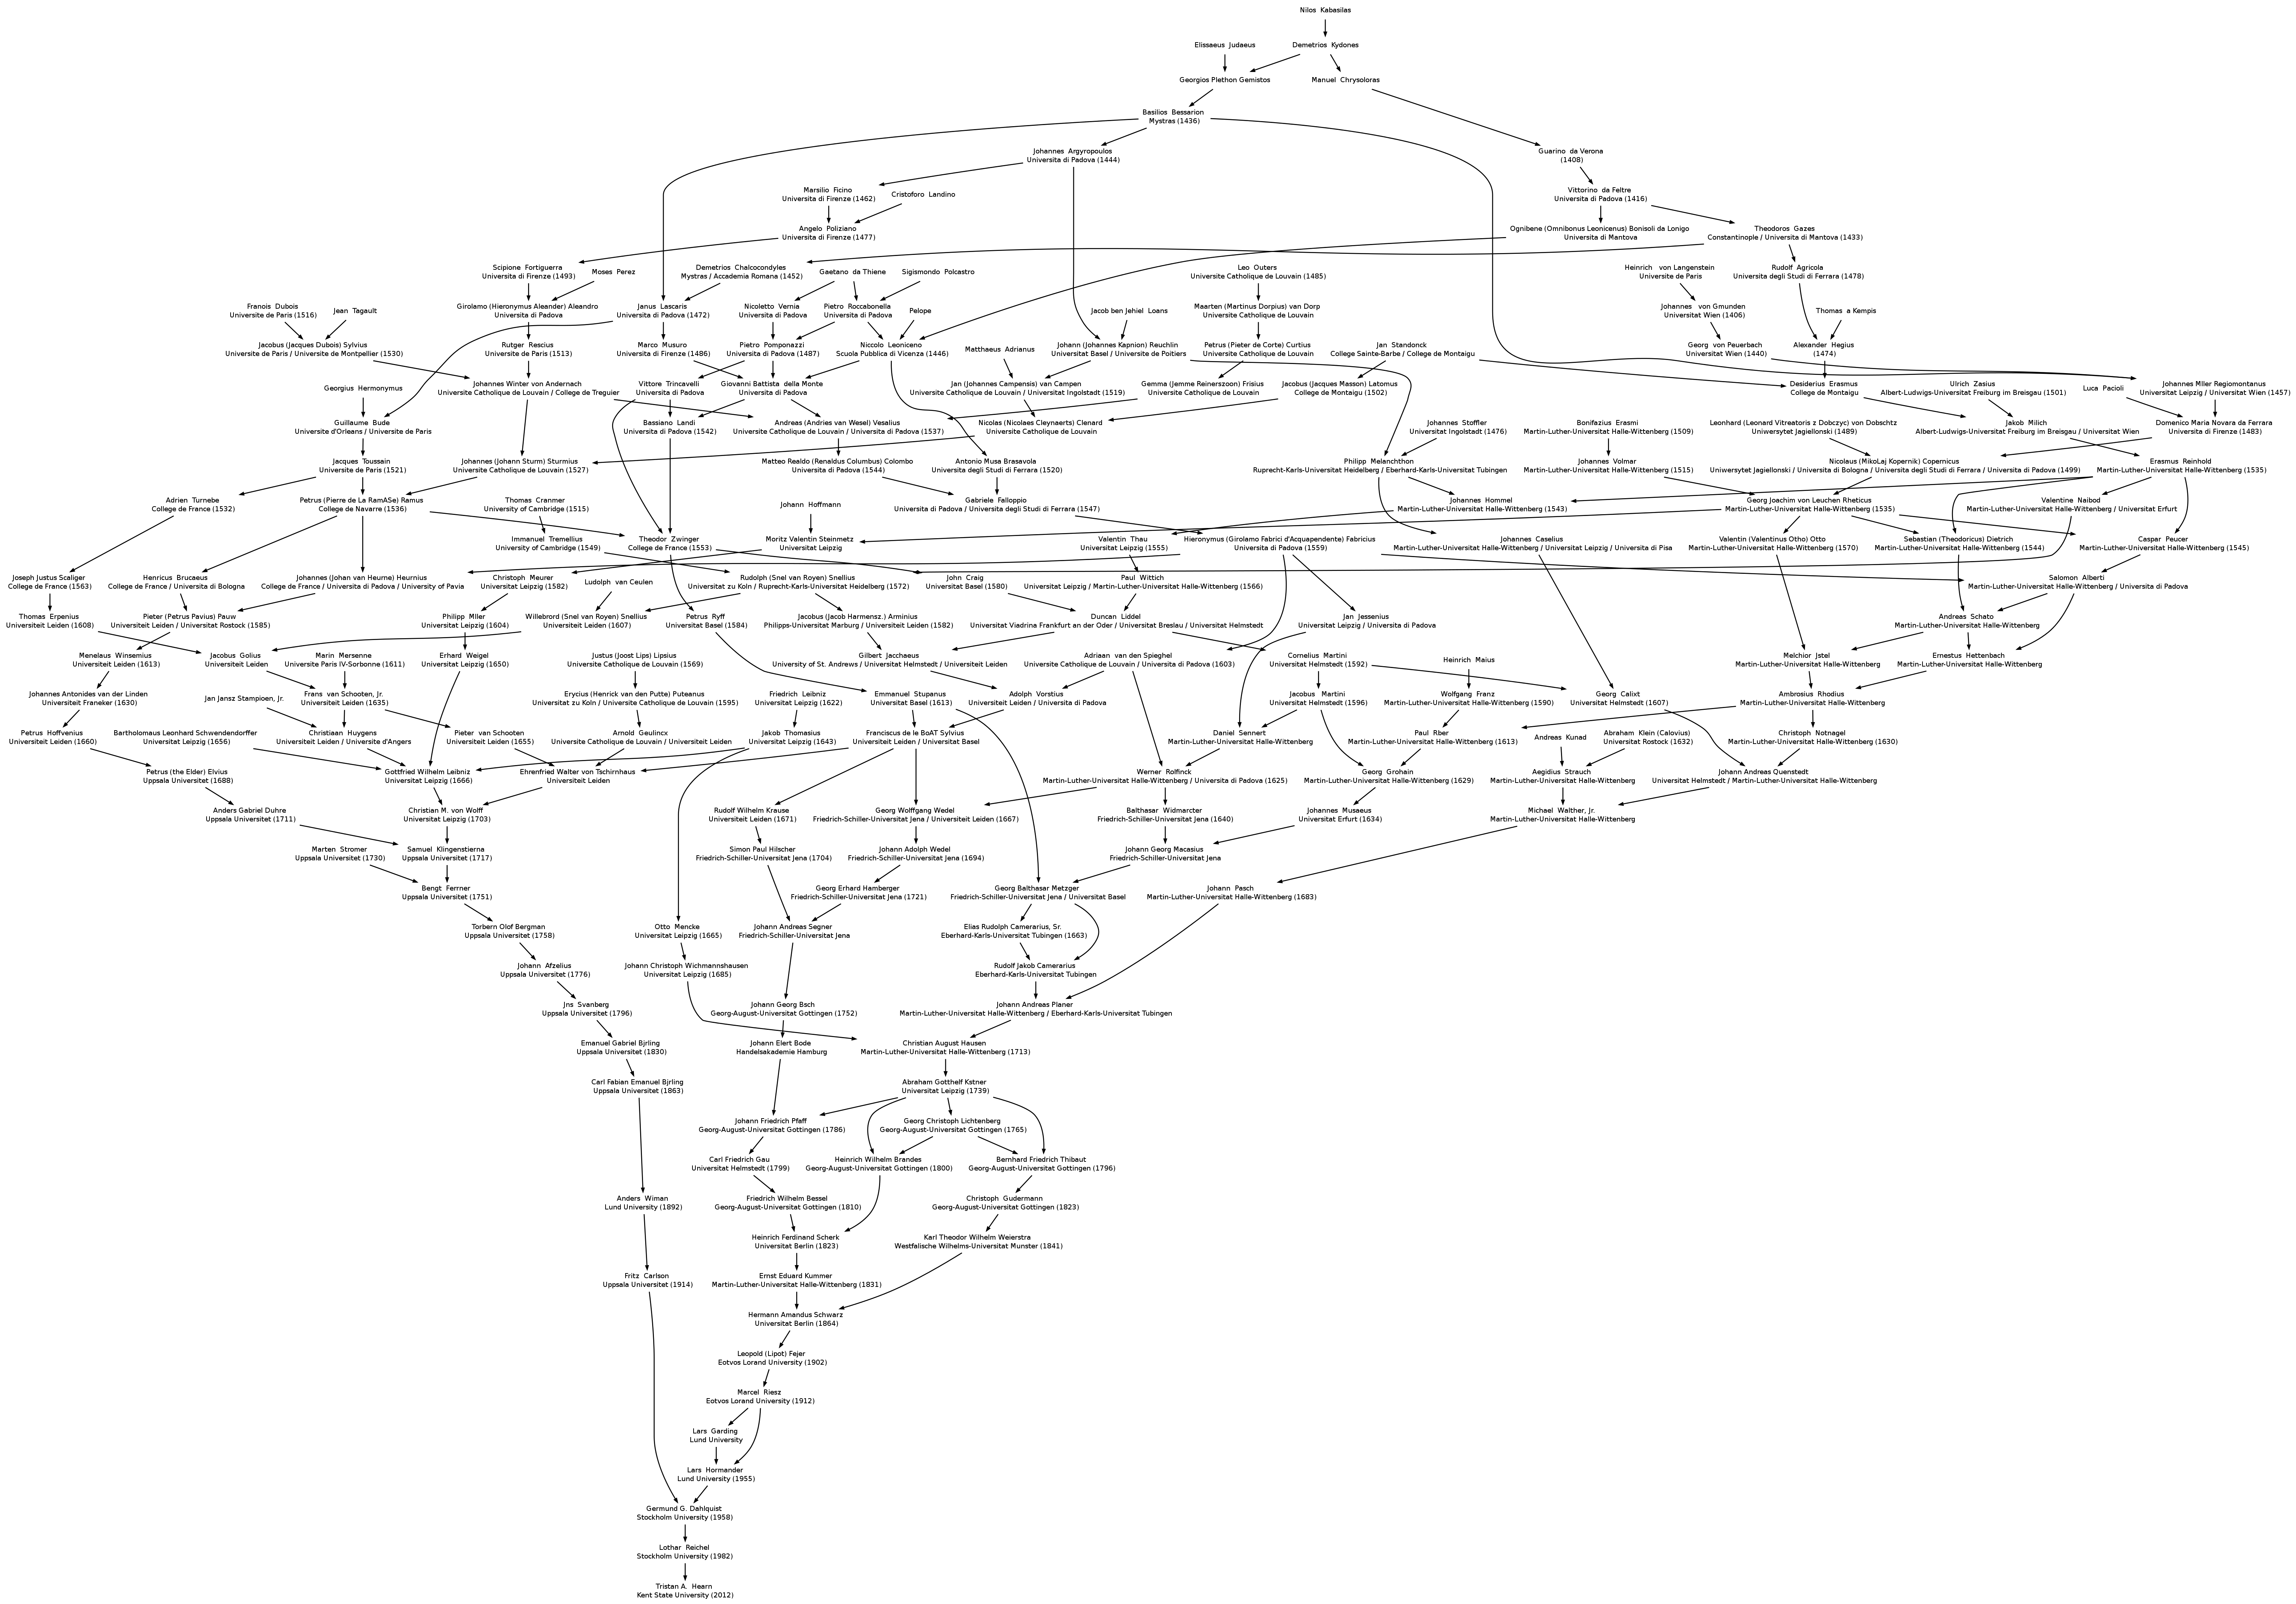 Nilos Kabasilas
Elissaeus Judaeus
Demetrios Kydones
Georgios Plethon Gemistos
Manuel Chrysoloras
Basilios Bessarion
Mystras (1436)
Johannes Argyropoulos
Universita di Padova (1444)
Guarino da Verona
(1408)
Marsilio Ficino
Universita di Firenze (1462)
Cristoforo Landino
Vittorino da Feltre
Universita di Padova (1416)
Angelo Poliziano
Universita di Firenze (1477)
Ognibene (Omnibonus Leonicenus) Bonisoli da Lonigo
Universita di Mantova
Theodoros Gazes
Constantinople / Universita di Mantova (1433)
Scipione Fortiguerra
Universita di Firenze (1493)
Moses Perez
Demetrios Chalcocondyles
Mystras / Accademia Romana (1452)
Gaetano da Thiene
Sigismondo Polcastro
Leo Outers
Universite Catholique de Louvain (1485)
Heinrich von Langenstein
Universite de Paris
Rudolf Agricola
Universita degli Studi di Ferrara (1478)
Franois Dubois
Universite de Paris (1516)
Jean Tagault
Girolamo (Hieronymus Aleander) Aleandro
Universita di Padova
Janus Lascaris
Universita di Padova (1472)
Nicoletto Vernia
Universita di Padova
Pietro Roccabonella
Universita di Padova
Pelope
Jacob ben Jehiel Loans
Maarten (Martinus Dorpius) van Dorp
Universite Catholique de Louvain
Johannes von Gmunden
Universitat Wien (1406)
Thomas a Kempis
Jacobus (Jacques Dubois) Sylvius
Universite de Paris / Universite de Montpellier (1530)
Rutger Rescius
Universite de Paris (1513)
Marco Musuro
Universita di Firenze (1486)
Pietro Pomponazzi
Universita di Padova (1487)
Niccolo Leoniceno
Scuola Pubblica di Vicenza (1446)
Matthaeus Adrianus
Johann (Johannes Kapnion) Reuchlin
Universitat Basel / Universite de Poitiers
Petrus (Pieter de Corte) Curtius
Universite Catholique de Louvain
Jan Standonck
College Sainte-Barbe / College de Montaigu
Georg von Peuerbach
Universitat Wien (1440)
Alexander Hegius
(1474)
Georgius Hermonymus
Johannes Winter von Andernach
Universite Catholique de Louvain / College de Treguier
Vittore Trincavelli
Universita di Padova
Giovanni Battista della Monte
Universita di Padova
Jan (Johannes Campensis) van Campen
Universite Catholique de Louvain / Universitat Ingolstadt (1519)
Gemma (Jemme Reinerszoon) Frisius
Universite Catholique de Louvain
Jacobus (Jacques Masson) Latomus
College de Montaigu (1502)
Desiderius Erasmus
College de Montaigu
Ulrich Zasius
Albert-Ludwigs-Universitat Freiburg im Breisgau (1501)
Luca Pacioli
Johannes Mller Regiomontanus
Universitat Leipzig / Universitat Wien (1457)
Guillaume Bude
Universite d'Orleans / Universite de Paris
Bassiano Landi
Universita di Padova (1542)
Andreas (Andries van Wesel) Vesalius
Universite Catholique de Louvain / Universita di Padova (1537)
Nicolas (Nicolaes Cleynaerts) Clenard
Universite Catholique de Louvain
Johannes Stoffler
Universitat Ingolstadt (1476)
Bonifazius Erasmi
Martin-Luther-Universitat Halle-Wittenberg (1509)
Leonhard (Leonard Vitreatoris z Dobczyc) von Dobschtz
Uniwersytet Jagiellonski (1489)
Jakob Milich
Albert-Ludwigs-Universitat Freiburg im Breisgau / Universitat Wien
Domenico Maria Novara da Ferrara
Universita di Firenze (1483)
Jacques Toussain
Universite de Paris (1521)
Johannes (Johann Sturm) Sturmius
Universite Catholique de Louvain (1527)
Matteo Realdo (Renaldus Columbus) Colombo
Universita di Padova (1544)
Antonio Musa Brasavola
Universita degli Studi di Ferrara (1520)
Philipp Melanchthon
Ruprecht-Karls-Universitat Heidelberg / Eberhard-Karls-Universitat Tubingen
Johannes Volmar
Martin-Luther-Universitat Halle-Wittenberg (1515)
Nicolaus (MikoLaj Kopernik) Copernicus
Uniwersytet Jagiellonski / Universita di Bologna / Universita degli Studi di Ferrara / Universita di Padova (1499)
Erasmus Reinhold
Martin-Luther-Universitat Halle-Wittenberg (1535)
Adrien Turnebe
College de France (1532)
Petrus (Pierre de La RamASe) Ramus
College de Navarre (1536)
Thomas Cranmer
University of Cambridge (1515)
Johann Hoffmann
Gabriele Falloppio
Universita di Padova / Universita degli Studi di Ferrara (1547)
Johannes Hommel
Martin-Luther-Universitat Halle-Wittenberg (1543)
Georg Joachim von Leuchen Rheticus
Martin-Luther-Universitat Halle-Wittenberg (1535)
Valentine Naibod
Martin-Luther-Universitat Halle-Wittenberg / Universitat Erfurt
Immanuel Tremellius
University of Cambridge (1549)
Theodor Zwinger
College de France (1553)
Moritz Valentin Steinmetz
Universitat Leipzig
Valentin Thau
Universitat Leipzig (1555)
Hieronymus (Girolamo Fabrici d'Acquapendente) Fabricius
Universita di Padova (1559)
Johannes Caselius
Martin-Luther-Universitat Halle-Wittenberg / Universitat Leipzig / Universita di Pisa
Valentin (Valentinus Otho) Otto
Martin-Luther-Universitat Halle-Wittenberg (1570)
Sebastian (Theodoricus) Dietrich
Martin-Luther-Universitat Halle-Wittenberg (1544)
Caspar Peucer
Martin-Luther-Universitat Halle-Wittenberg (1545)
Joseph Justus Scaliger
College de France (1563)
Henricus Brucaeus
College de France / Universita di Bologna
Johannes (Johan van Heurne) Heurnius
College de France / Universita di Padova / University of Pavia
Christoph Meurer
Universitat Leipzig (1582)
Ludolph van Ceulen
Rudolph (Snel van Royen) Snellius
Universitat zu Koln / Ruprecht-Karls-Universitat Heidelberg (1572)
John Craig
Universitat Basel (1580)
Paul Wittich
Universitat Leipzig / Martin-Luther-Universitat Halle-Wittenberg (1566)
Salomon Alberti
Martin-Luther-Universitat Halle-Wittenberg / Universita di Padova
Thomas Erpenius
Universiteit Leiden (1608)
Pieter (Petrus Pavius) Pauw
Universiteit Leiden / Universitat Rostock (1585)
Philipp Mller
Universitat Leipzig (1604)
Willebrord (Snel van Royen) Snellius
Universiteit Leiden (1607)
Petrus Ryff
Universitat Basel (1584)
Jacobus (Jacob Harmensz.) Arminius
Philipps-Universitat Marburg / Universiteit Leiden (1582)
Duncan Liddel
Universitat Viadrina Frankfurt an der Oder / Universitat Breslau / Universitat Helmstedt
Jan Jessenius
Universitat Leipzig / Universita di Padova
Andreas Schato
Martin-Luther-Universitat Halle-Wittenberg
Menelaus Winsemius
Universiteit Leiden (1613)
Jacobus Golius
Universiteit Leiden
Marin Mersenne
Universite Paris IV-Sorbonne (1611)
Erhard Weigel
Universitat Leipzig (1650)
Justus (Joost Lips) Lipsius
Universite Catholique de Louvain (1569)
Gilbert Jacchaeus
University of St. Andrews / Universitat Helmstedt / Universiteit Leiden
Adriaan van den Spieghel
Universite Catholique de Louvain / Universita di Padova (1603)
Cornelius Martini
Universitat Helmstedt (1592)
Heinrich Maius
Melchior Jstel
Martin-Luther-Universitat Halle-Wittenberg
Ernestus Hettenbach
Martin-Luther-Universitat Halle-Wittenberg
Johannes Antonides van der Linden
Universiteit Franeker (1630)
Jan Jansz Stampioen, Jr.
Frans van Schooten, Jr.
Universiteit Leiden (1635)
Erycius (Henrick van den Putte) Puteanus
Universitat zu Koln / Universite Catholique de Louvain (1595)
Friedrich Leibniz
Universitat Leipzig (1622)
Emmanuel Stupanus
Universitat Basel (1613)
Adolph Vorstius
Universiteit Leiden / Universita di Padova
Jacobus Martini
Universitat Helmstedt (1596)
Wolfgang Franz
Martin-Luther-Universitat Halle-Wittenberg (1590)
Georg Calixt
Universitat Helmstedt (1607)
Ambrosius Rhodius
Martin-Luther-Universitat Halle-Wittenberg
Petrus Hoffvenius
Universiteit Leiden (1660)
Bartholomaus Leonhard Schwendendorffer
Universitat Leipzig (1656)
Christiaan Huygens
Universiteit Leiden / Universite d'Angers
Pieter van Schooten
Universiteit Leiden (1655)
Arnold Geulincx
Universite Catholique de Louvain / Universiteit Leiden
Jakob Thomasius
Universitat Leipzig (1643)
Franciscus de le BoAT Sylvius
Universiteit Leiden / Universitat Basel
Daniel Sennert
Martin-Luther-Universitat Halle-Wittenberg
Paul Rber
Martin-Luther-Universitat Halle-Wittenberg (1613)
Andreas Kunad
Abraham Klein (Calovius)
Universitat Rostock (1632)
Christoph Notnagel
Martin-Luther-Universitat Halle-Wittenberg (1630)
Petrus (the Elder) Elvius
Uppsala Universitet (1688)
Gottfried Wilhelm Leibniz
Universitat Leipzig (1666)
Ehrenfried Walter von Tschirnhaus
Universiteit Leiden
Werner Rolfinck
Martin-Luther-Universitat Halle-Wittenberg / Universita di Padova (1625)
Georg Grohain
Martin-Luther-Universitat Halle-Wittenberg (1629)
Aegidius Strauch
Martin-Luther-Universitat Halle-Wittenberg
Johann Andreas Quenstedt
Universitat Helmstedt / Martin-Luther-Universitat Halle-Wittenberg
Anders Gabriel Duhre
Uppsala Universitet (1711)
Christian M. von Wolff
Universitat Leipzig (1703)
Rudolf Wilhelm Krause
Universiteit Leiden (1671)
Georg Wolffgang Wedel
Friedrich-Schiller-Universitat Jena / Universiteit Leiden (1667)
Balthasar Widmarcter
Friedrich-Schiller-Universitat Jena (1640)
Johannes Musaeus
Universitat Erfurt (1634)
Michael Walther, Jr.
Martin-Luther-Universitat Halle-Wittenberg
Marten Stromer
Uppsala Universitet (1730)
Samuel Klingenstierna
Uppsala Universitet (1717)
Simon Paul Hilscher
Friedrich-Schiller-Universitat Jena (1704)
Johann Adolph Wedel
Friedrich-Schiller-Universitat Jena (1694)
Johann Georg Macasius
Friedrich-Schiller-Universitat Jena
Bengt Ferrner
Uppsala Universitet (1751)
Georg Erhard Hamberger
Friedrich-Schiller-Universitat Jena (1721)
Georg Balthasar Metzger
Friedrich-Schiller-Universitat Jena / Universitat Basel
Johann Pasch
Martin-Luther-Universitat Halle-Wittenberg (1683)
Torbern Olof Bergman
Uppsala Universitet (1758)
Otto Mencke
Universitat Leipzig (1665)
Johann Andreas Segner
Friedrich-Schiller-Universitat Jena
Elias Rudolph Camerarius, Sr.
Eberhard-Karls-Universitat Tubingen (1663)
Johann Afzelius
Uppsala Universitet (1776)
Johann Christoph Wichmannshausen
Universitat Leipzig (1685)
Rudolf Jakob Camerarius
Eberhard-Karls-Universitat Tubingen
Jns Svanberg
Uppsala Universitet (1796)
Johann Georg Bsch
Georg-August-Universitat Gottingen (1752)
Johann Andreas Planer
Martin-Luther-Universitat Halle-Wittenberg / Eberhard-Karls-Universitat Tubingen
Emanuel Gabriel Bjrling
Uppsala Universitet (1830)
Johann Elert Bode
Handelsakademie Hamburg
Christian August Hausen
Martin-Luther-Universitat Halle-Wittenberg (1713)
Carl Fabian Emanuel Bjrling
Uppsala Universitet (1863)
Abraham Gotthelf Kstner
Universitat Leipzig (1739)
Johann Friedrich Pfaff
Georg-August-Universitat Gottingen (1786)
Georg Christoph Lichtenberg
Georg-August-Universitat Gottingen (1765)
Carl Friedrich Gau
Universitat Helmstedt (1799)
Heinrich Wilhelm Brandes
Georg-August-Universitat Gottingen (1800)
Bernhard Friedrich Thibaut
Georg-August-Universitat Gottingen (1796)
Anders Wiman
Lund University (1892)
Friedrich Wilhelm Bessel
Georg-August-Universitat Gottingen (1810)
Christoph Gudermann
Georg-August-Universitat Gottingen (1823)
Heinrich Ferdinand Scherk
Universitat Berlin (1823)
Karl Theodor Wilhelm Weierstra
Westfalische Wilhelms-Universitat Munster (1841)
Fritz Carlson
Uppsala Universitet (1914)
Ernst Eduard Kummer
Martin-Luther-Universitat Halle-Wittenberg (1831)
Hermann Amandus Schwarz
Universitat Berlin (1864)
Leopold (Lipot) Fejer
Eotvos Lorand University (1902)
Marcel Riesz
Eotvos Lorand University (1912)
Lars Garding
Lund University
Lars Hormander
Lund University (1955)
Germund G. Dahlquist
Stockholm University (1958)
Lothar Reichel
Stockholm University (1982)
Tristan A. Hearn
Kent State University (2012)